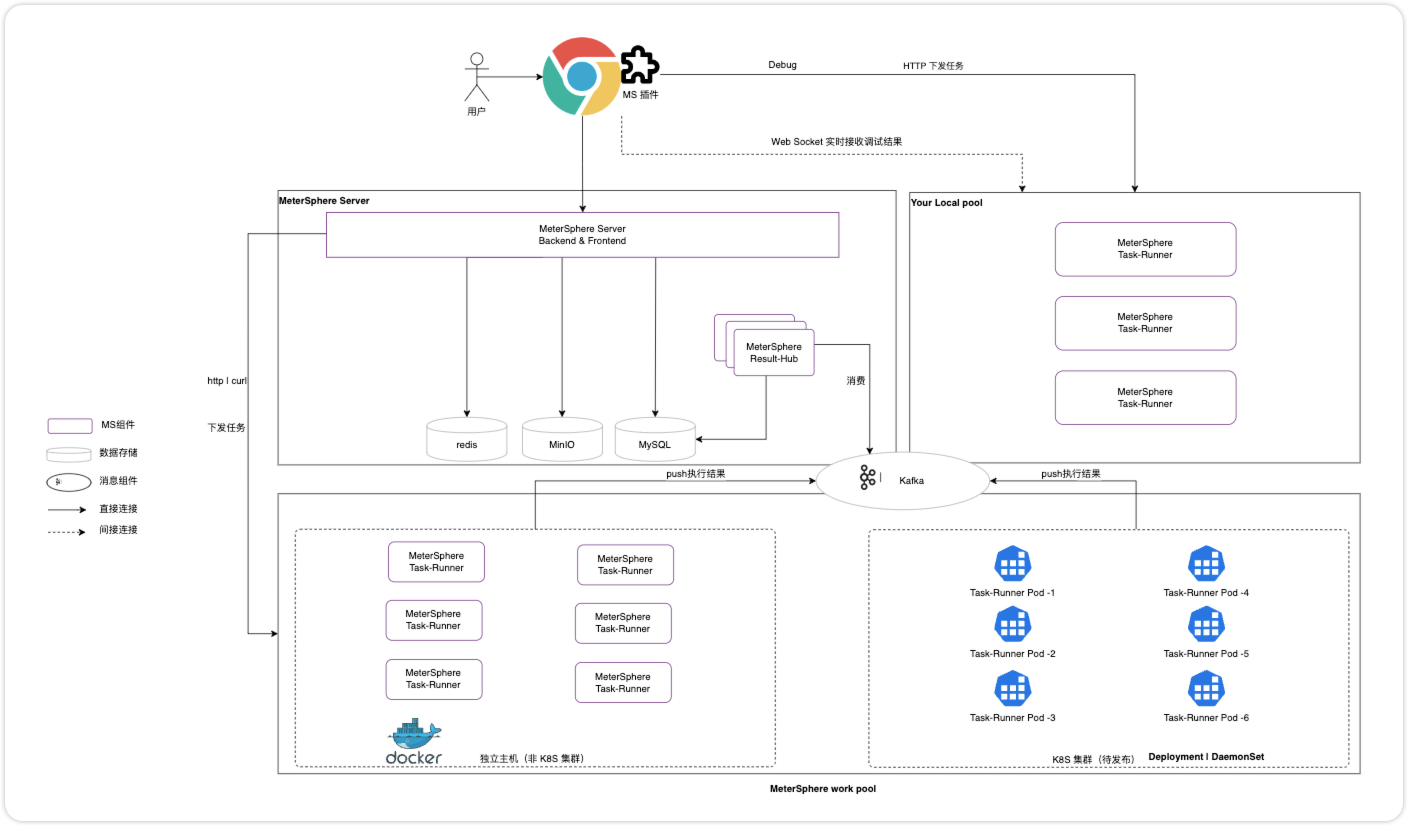 Debug
HTTP 下发任务
MS 插件
用户
Web Socket 实时接收调试结果
MeterSphere Server
Your Local pool
MeterSphere Server
Backend & Frontend
MeterSphere
Task-Runner
MeterSphere
Task-Runner
MeterSphere
Task-Runner
MeterSphere
Result-Hub
消费
http | curl
下发任务
redis
MinIO
MySQL
MS组件
数据存储
消息组件
直接连接
间接连接
push执行结果
Kafka
push执行结果
MeterSphere
Task-Runner
MeterSphere
Task-Runner
MeterSphere
Task-Runner
MeterSphere
Task-Runner
MeterSphere
Task-Runner
MeterSphere
Task-Runner
docker
独立主机（非 K8S 集群）
Task-Runner Pod -1
Task-Runner Pod -4
Task-Runner Pod -2
Task-Runner Pod -5
Task-Runner Pod -3
Task-Runner Pod -6
K8S 集群（待发布）
Deployment | DaemonSet
MeterSphere work pool